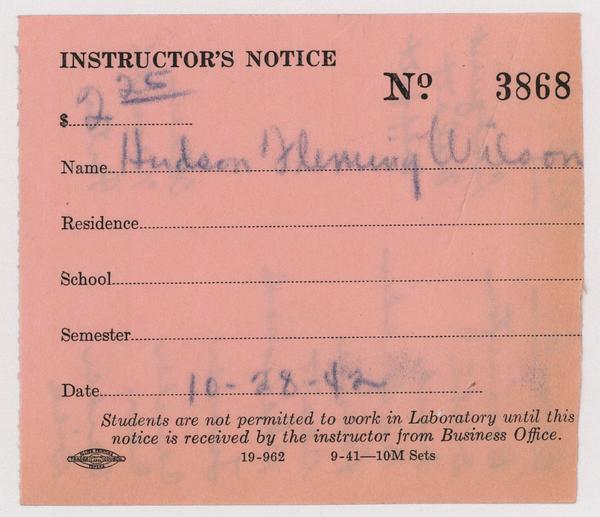 INSTRUCTOR'S NOTICE
No. 3868
$ 2 25
Name Hudson Fleming Wilson
Residence
School
Semester
Date 10-28-42
Students are not permitted to work in Laboratory until this
notice is received by the instructor from Business Office.
19-962 9-41—10M Sets